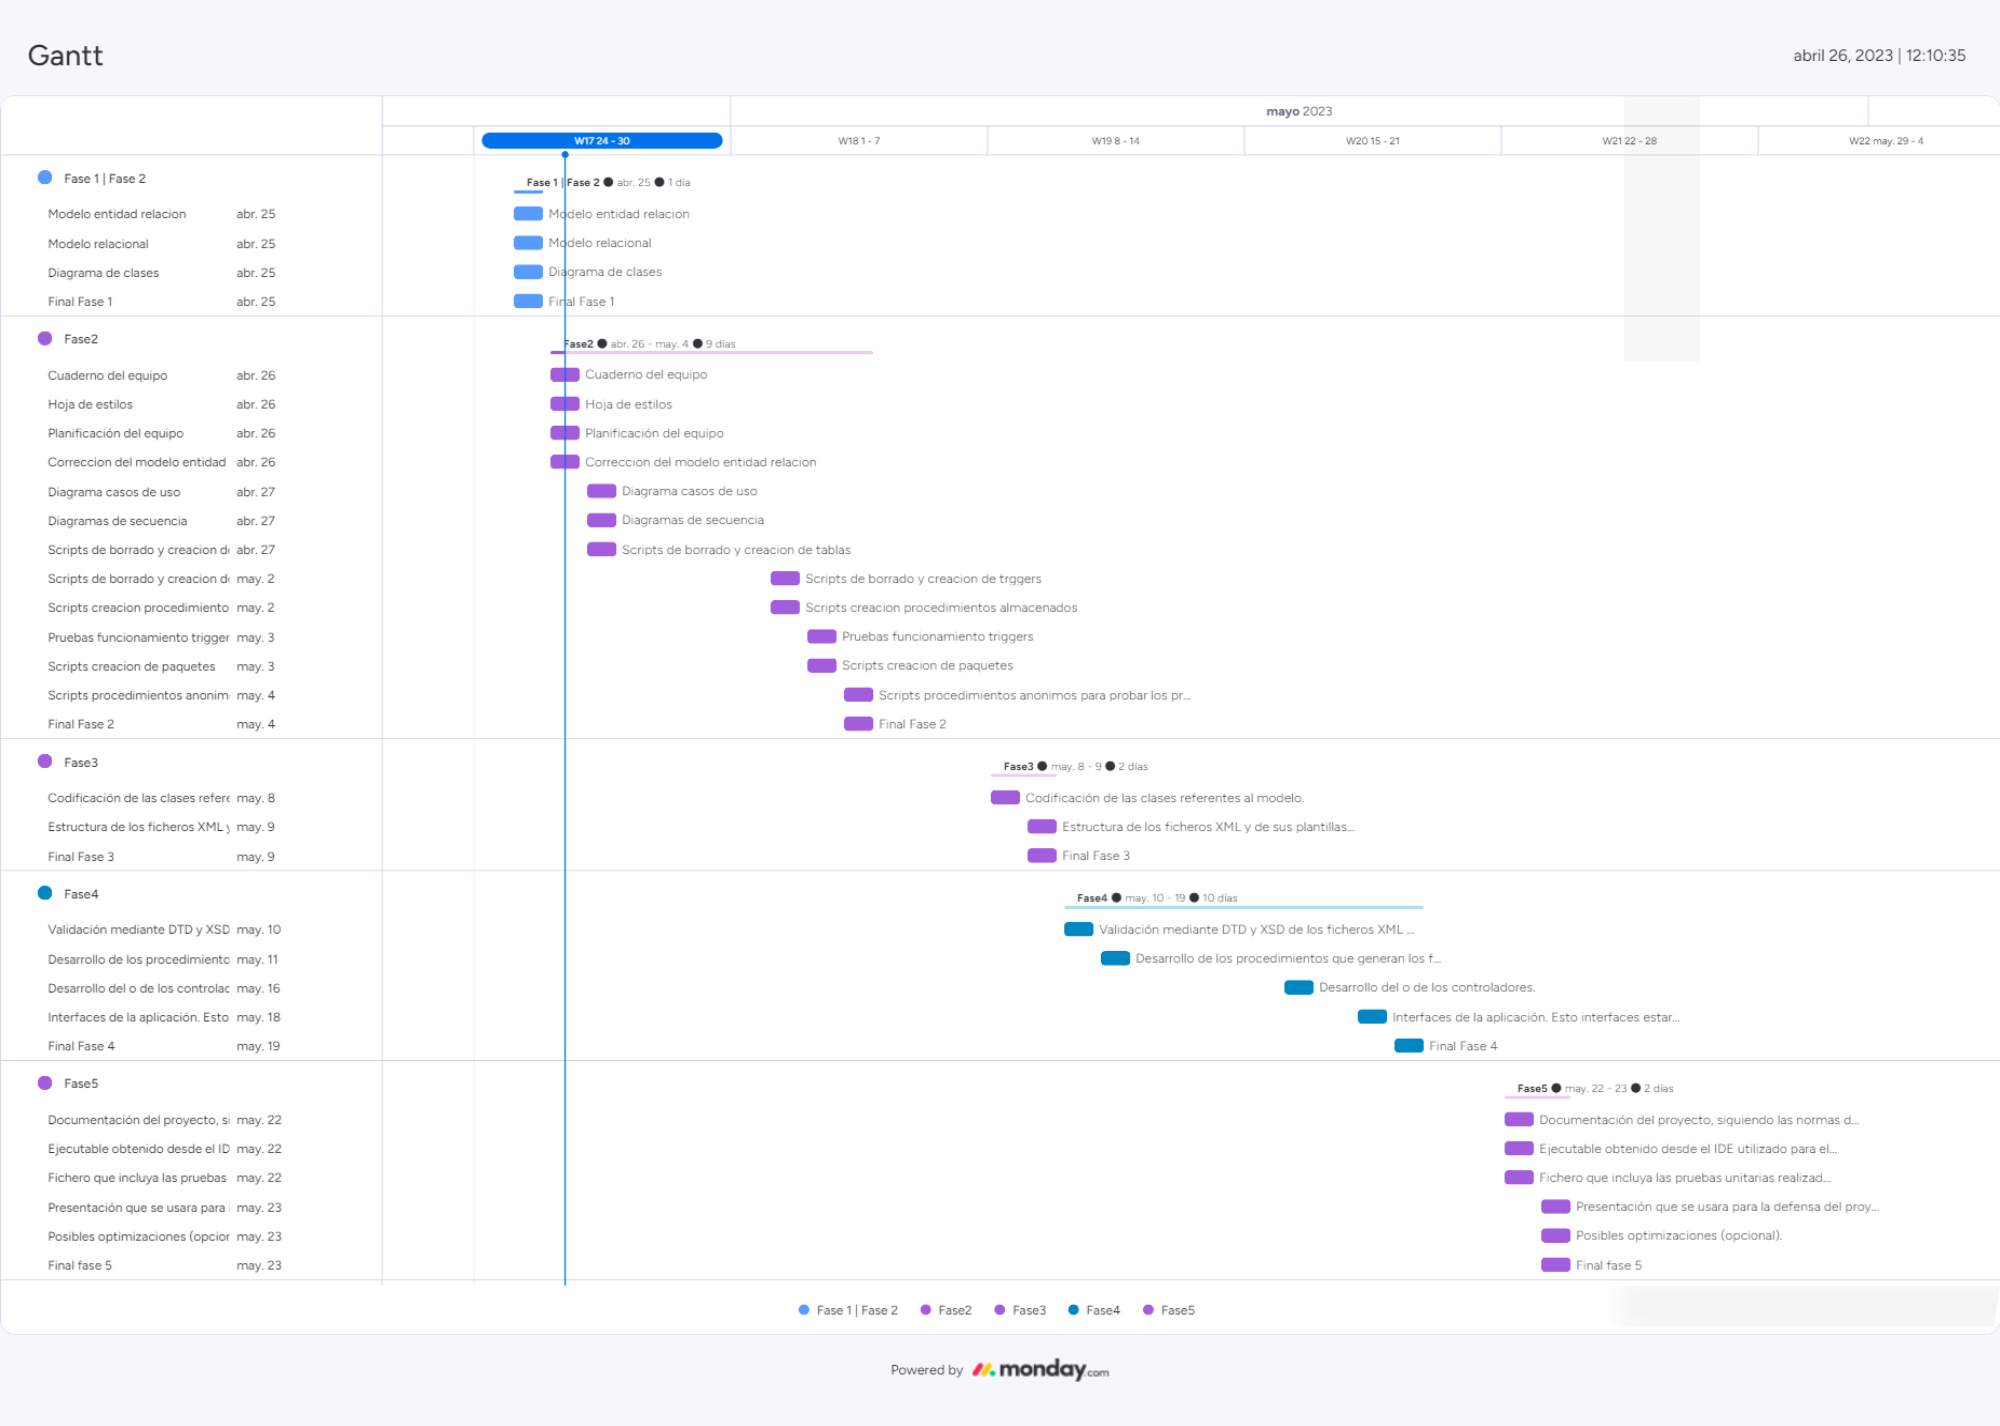 Gantt
abril 26, 2023 | 12:10:35
mayo 2023
W17 24 - 30
W18 1 - 7
W19 8 - 14
W20 15 - 21
W21 22 - 28
W22 may. 29 - 4
Fase 1 | Fase 2
Fase 1 | Fase 2 ● abr. 25 ● 1 día
Modelo entidad relacion abr. 25 Modelo entidad relacion
Modelo relacional abr. 25 Modelo relacional
Diagrama de clases abr. 25 Diagrama de clases
Final Fase 1 abr. 25 Final Fase 1
Fase2
Fase2 ● abr. 26 - may. 4 ● 9 días
Cuaderno del equipo abr. 26 Cuaderno del equipo
Hoja de estilos abr. 26 Hoja de estilos
Planificación del equipo abr. 26 Planificación del equipo
Correccion del modelo entidad abr. 26 Correccion del modelo entidad relacion
Diagrama casos de uso abr. 27 Diagrama casos de uso
Diagramas de secuencia abr. 27 Diagramas de secuencia
Scripts de borrado y creacion de abr. 27 Scripts de borrado y creacion de tablas
Scripts de borrado y creacion de may. 2 Scripts de borrado y creacion de trggers
Scripts creacion procedimiento may. 2 Scripts creacion procedimientos almacenados
Pruebas funcionamiento trigger may. 3 Pruebas funcionamiento triggers
Scripts creacion de paquetes may. 3 Scripts creacion de paquetes
Scripts procedimientos anonim may. 4 Scripts procedimientos anonimos para probar los pr...
Final Fase 2 may. 4 Final Fase 2
Fase3
Fase3 ● may. 8 - 9 ● 2 días
Codificación de las clases refere may. 8 Codificación de las clases referentes al modelo.
Estructura de los ficheros XML y may. 9 Estructura de los ficheros XML y de sus plantillas...
Final Fase 3 may. 9 Final Fase 3
Fase4
Fase4 ● may. 10 - 19 ● 10 días
Validación mediante DTD y XSD may. 10 Validación mediante DTD y XSD de los ficheros XML ...
Desarrollo de los procedimiento may. 11 Desarrollo de los procedimientos que generan los f...
Desarrollo del o de los controlac may. 16 Desarrollo del o de los controladores.
Interfaces de la aplicación. Esto may. 18 Interfaces de la aplicación. Esto interfaces estar...
Final Fase 4 may. 19 Final Fase 4
Fase5
Fase5 ● may. 22 - 23 ● 2 días
Documentación del proyecto, si may. 22 Documentación del proyecto, siguiendo las normas d...
Ejecutable obtenido desde el ID may. 22 Ejecutable obtenido desde el IDE utilizado para el...
Fichero que incluya las pruebas may. 22 Fichero que incluya las pruebas unitarias realizad...
Presentación que se usara para may. 23 Presentación que se usara para la defensa del proy...
Posibles optimizaciones (opcior may. 23 Posibles optimizaciones (opcional).
Final fase 5 may. 23 Final fase 5
Fase 1 | Fase 2 Fase2 Fase3 Fase4 Fase5
Powered by monday.com